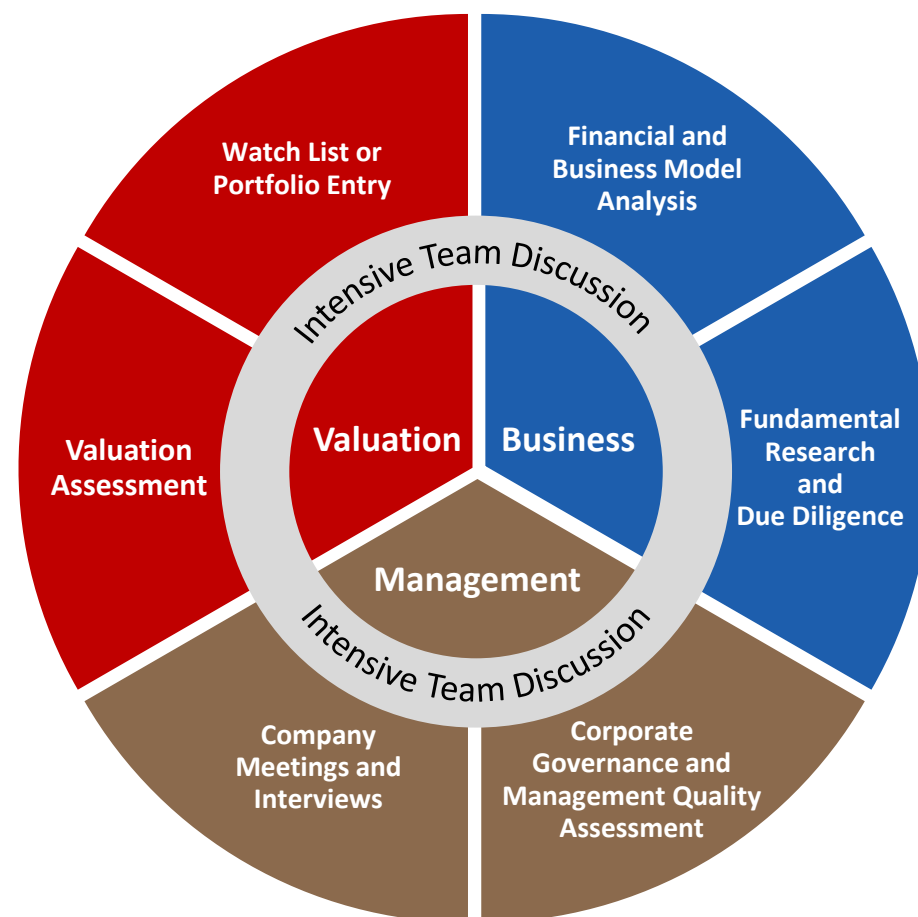 Watch List or
Portfolio Entry
Financial and
Business Model
Analysis
Intensive Team Discussion
Valuation
Business
Management
Valuation
Assessment
Fundamental
Research
and
Due Diligence
Intensive Team Discussion
Company
Meetings and
Interviews
Corporate
Governance and
Management Quality
Assessment